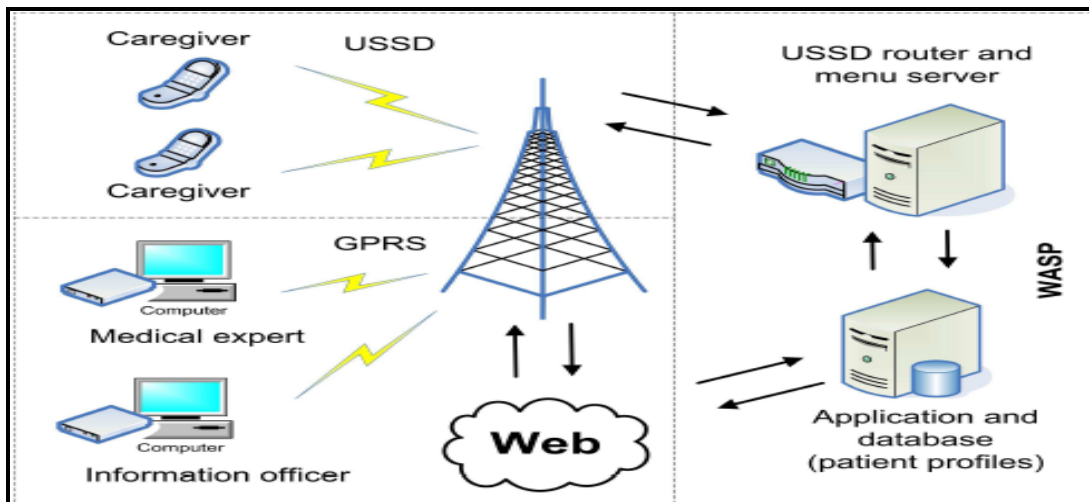 Caregiver
USSD
Caregiver
GPRS
Computer
Medical expert
Computer
Information officer
Web
USSD router and
menu server
WASP
Application and
database
(patient profiles)